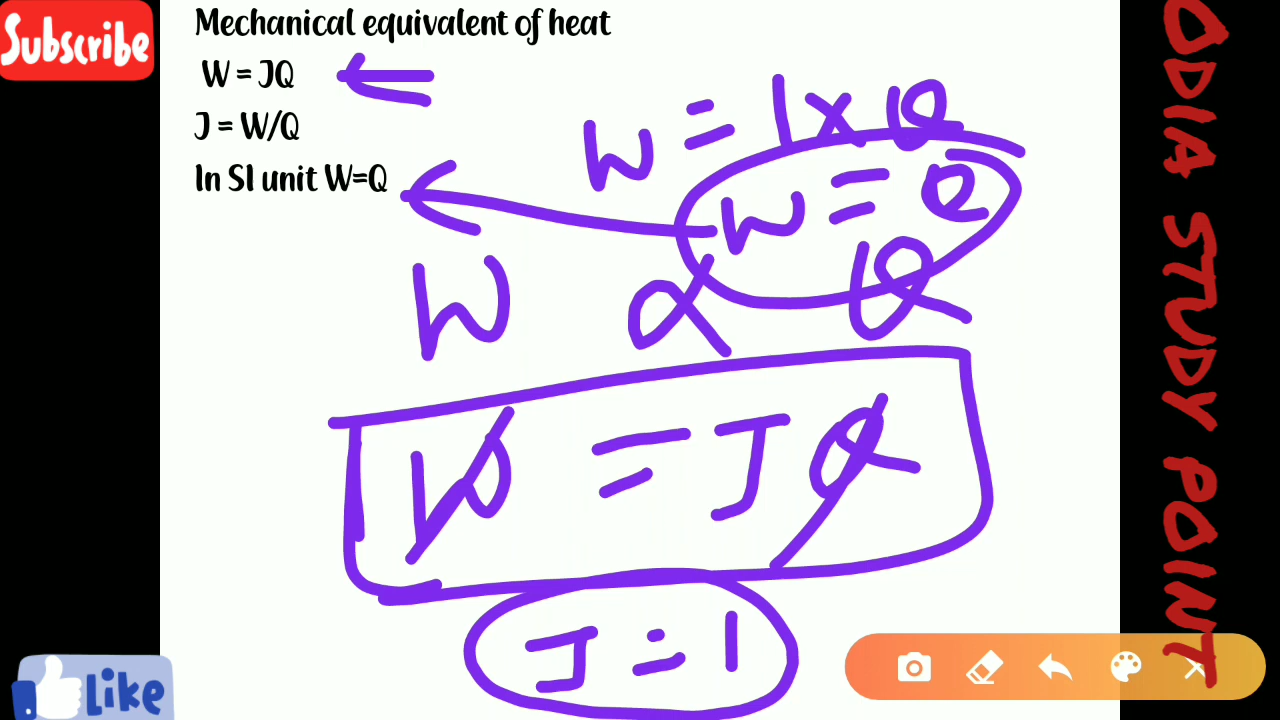 Subscribe
Mechanical equivalent of heat
W = JQ
J = W/Q
In SI unit W=Q
W = 1 x Q
W = Q
W α Q
W = JQ
J = 1
Like
ODIA STUDY POINT